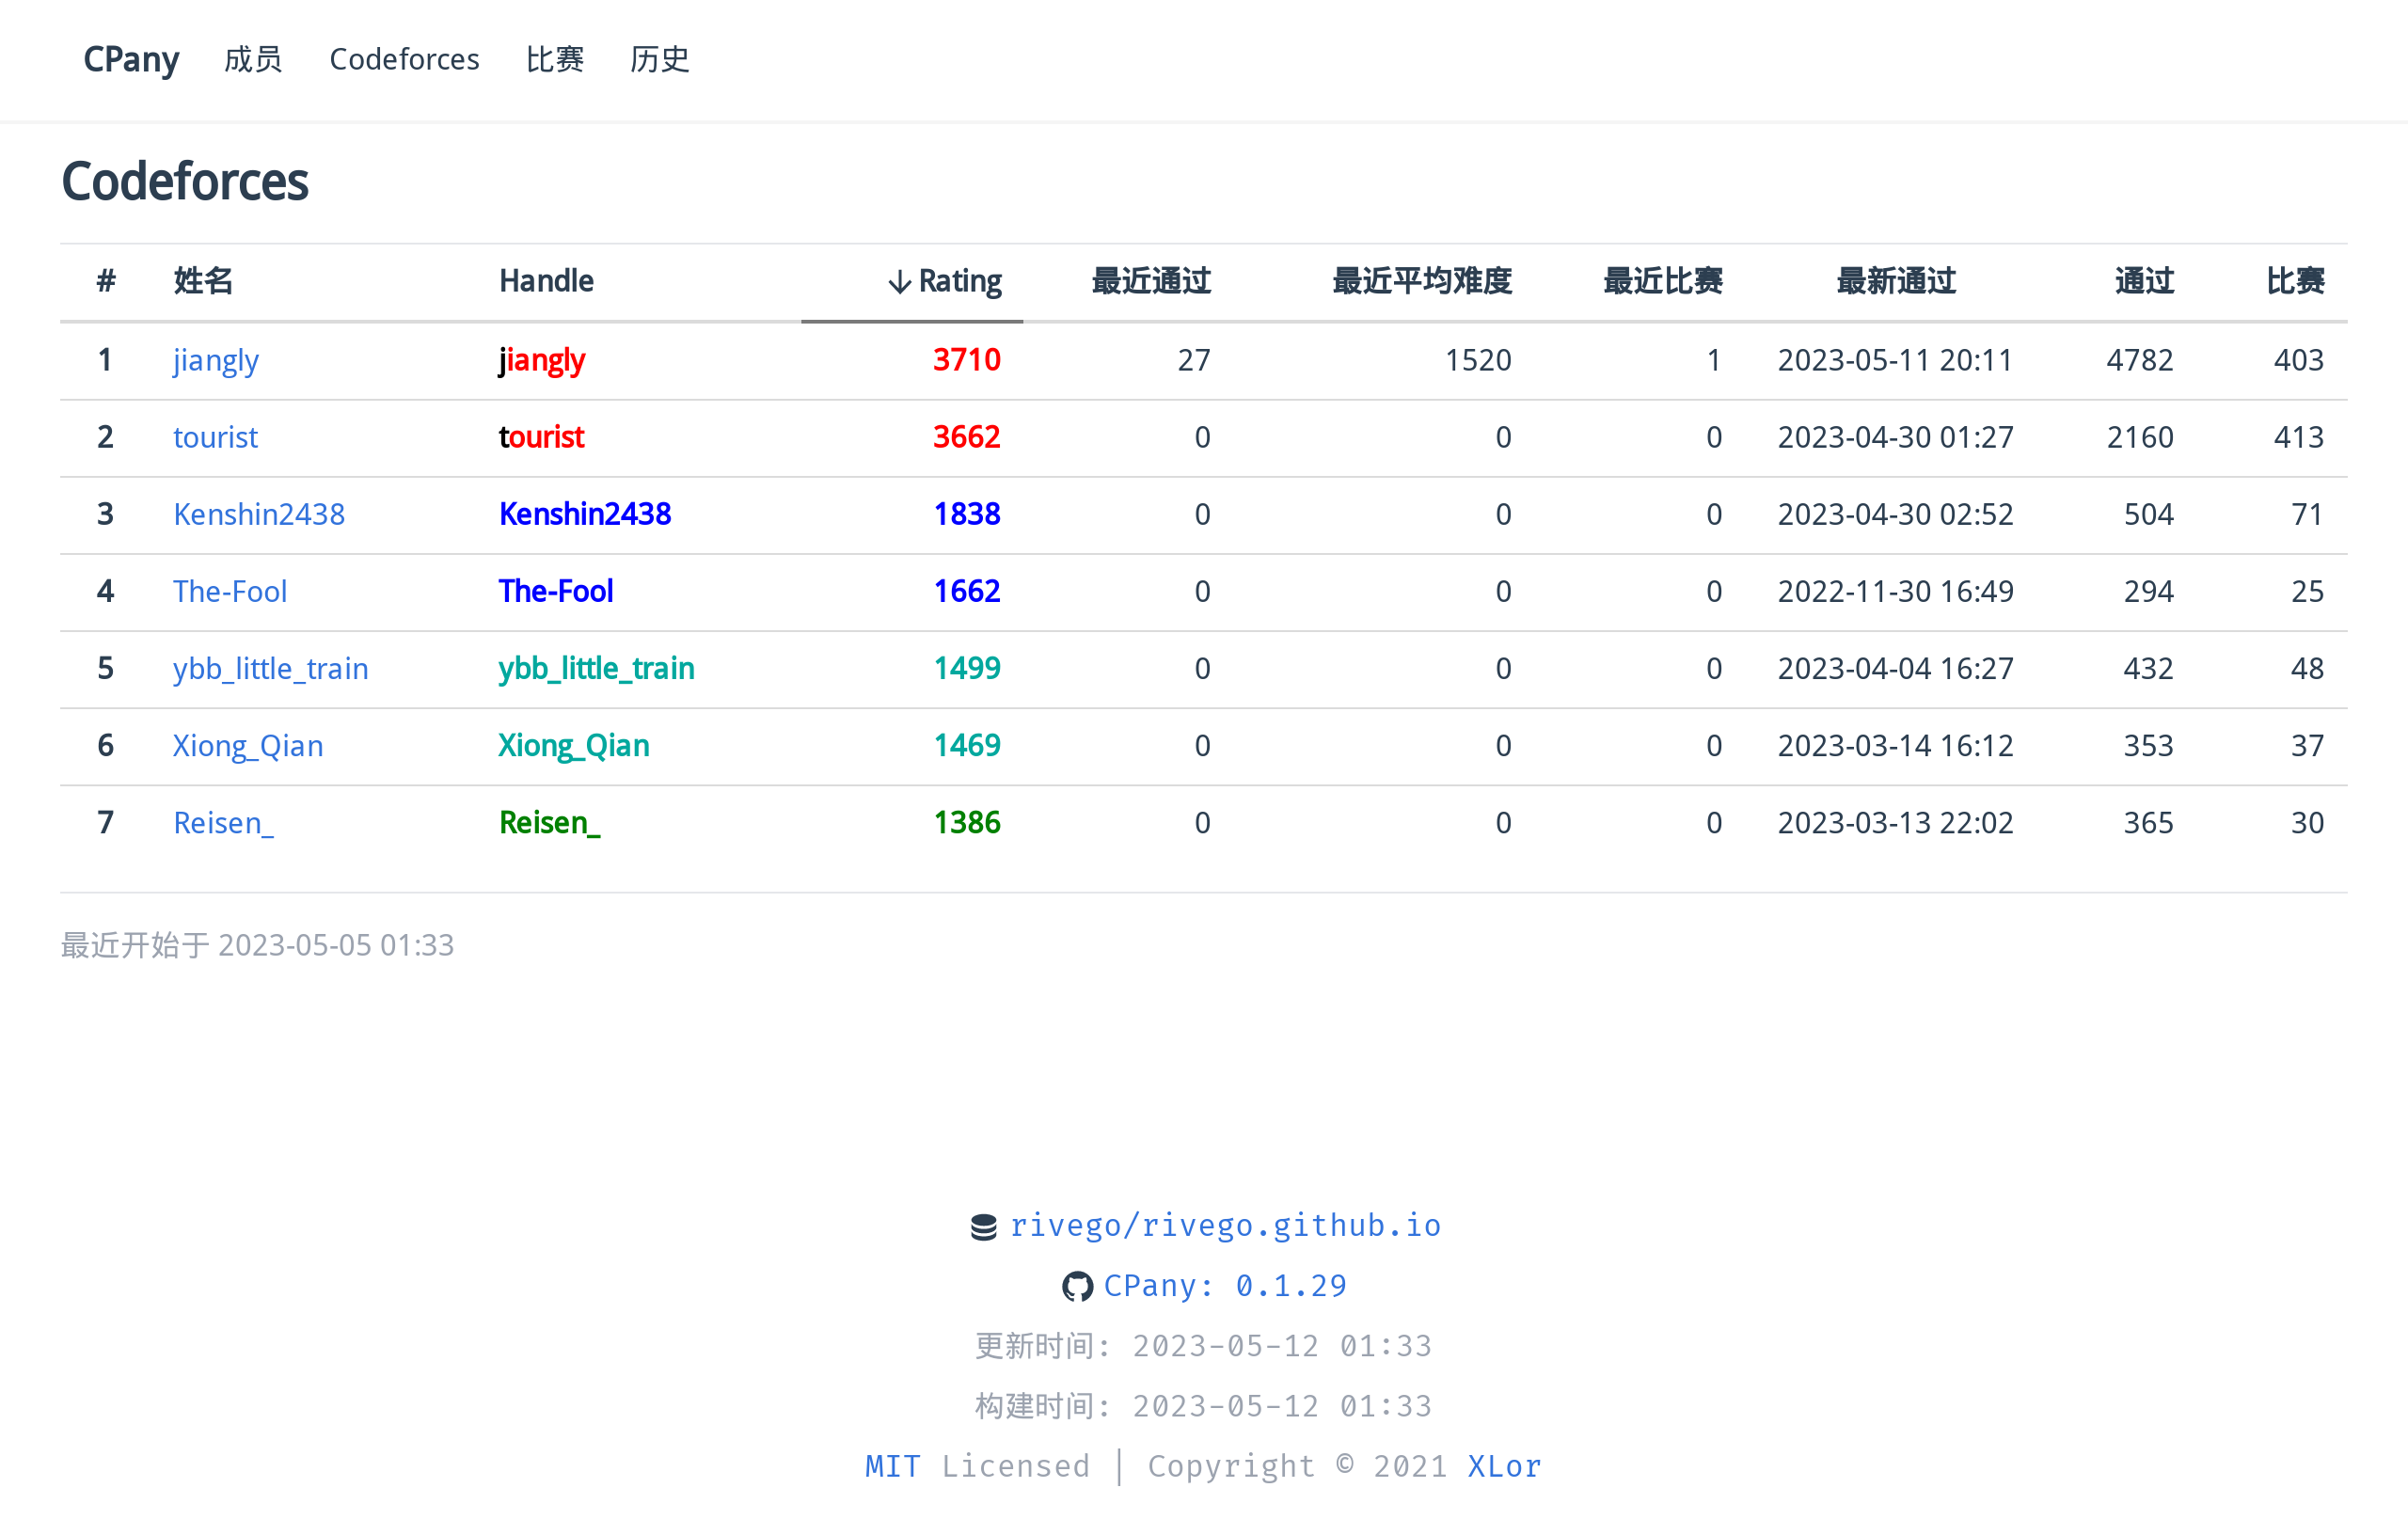 CPany 成员 Codeforces 比赛 历史
Codeforces
# 姓名 Handle ↓ Rating 最近通过 最近平均难度 最近比赛 最新通过 通过 比赛
1 jiangly jiangly 3710 27 1520 1 2023-05-11 20:11 4782 403
2 tourist tourist 3662 0 0 0 2023-04-30 01:27 2160 413
3 Kenshin2438 Kenshin2438 1838 0 0 0 2023-04-30 02:52 504 71
4 The-Fool The-Fool 1662 0 0 0 2022-11-30 16:49 294 25
5 ybb_little_train ybb_little_train 1499 0 0 0 2023-04-04 16:27 432 48
6 Xiong_Qian Xiong_Qian 1469 0 0 0 2023-03-14 16:12 353 37
7 Reisen_ Reisen_ 1386 0 0 0 2023-03-13 22:02 365 30
最近开始于 2023-05-05 01:33
rivego/rivego.github.io
CPany: 0.1.29
更新时间: 2023-05-12 01:33
构建时间: 2023-05-12 01:33
MIT Licensed | Copyright © 2021 XLor